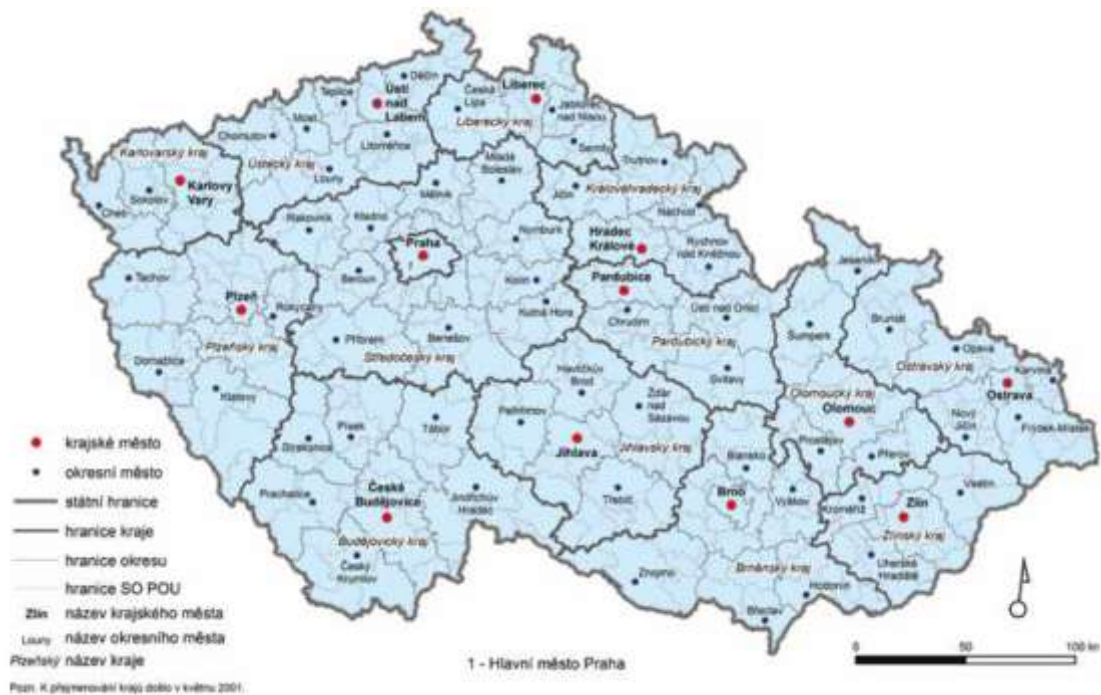 Děčín
Teplice
Ústí
nad
Labem
Most
Chomutov
Litoměřice
Ústecký kraj
Louny
Česká
Lípa
Liberec
Jablonec
nad Nisou
Liberecký kraj
Semily
Karlovarský kraj
Karlovy
Vary
Sokolov
Cheb
Mladá
Boleslav
Mělník
Rakovník
Kladno
Praha
1
Nymburk
Beroun
Kolín
Kutná Hora
Příbram
Benešov
Středočeský kraj
Trutnov
Jičín
Královéhradecký kraj
Náchod
Hradec
Králové
Rychnov
nad Kněžnou
Tachov
Plzeň
Rokycany
Plzeňský kraj
Domažlice
Klatovy
Pardubice
Chrudim
Ústí nad Orlicí
Pardubický kraj
Svitavy
Jeseník
Šumperk
Bruntál
Opava
Karviná
Ostravský kraj
Ostrava
Nový
Jičín
Frýdek-Místek
Olomoucký kraj
Olomouc
Prostějov
Přerov
Havlíčkův
Brod
Pelhřimov
Žďár
nad
Sázavou
Jihlava
Jihlavský kraj
Třebíč
Písek
Tábor
Strakonice
Prachatice
Česká
Budějovice
Jindřichův
Hradec
Budějovický kraj
Český
Krumlov
Blansko
Brno
Vyškov
Znojmo
Brněnský kraj
Hodonín
Břeclav
Kroměříž
Zlín
Vsetín
Zlínský kraj
Uherské
Hradiště
krajské město
okresní město
státní hranice
hranice kraje
hranice okresu
hranice SO POU
Zlín název krajského města
Louny název okresního města
Plzeňský název kraje
1 - Hlavní město Praha
0 50 100 km
Pozn. K přejmenování krajů došlo v květnu 2001.